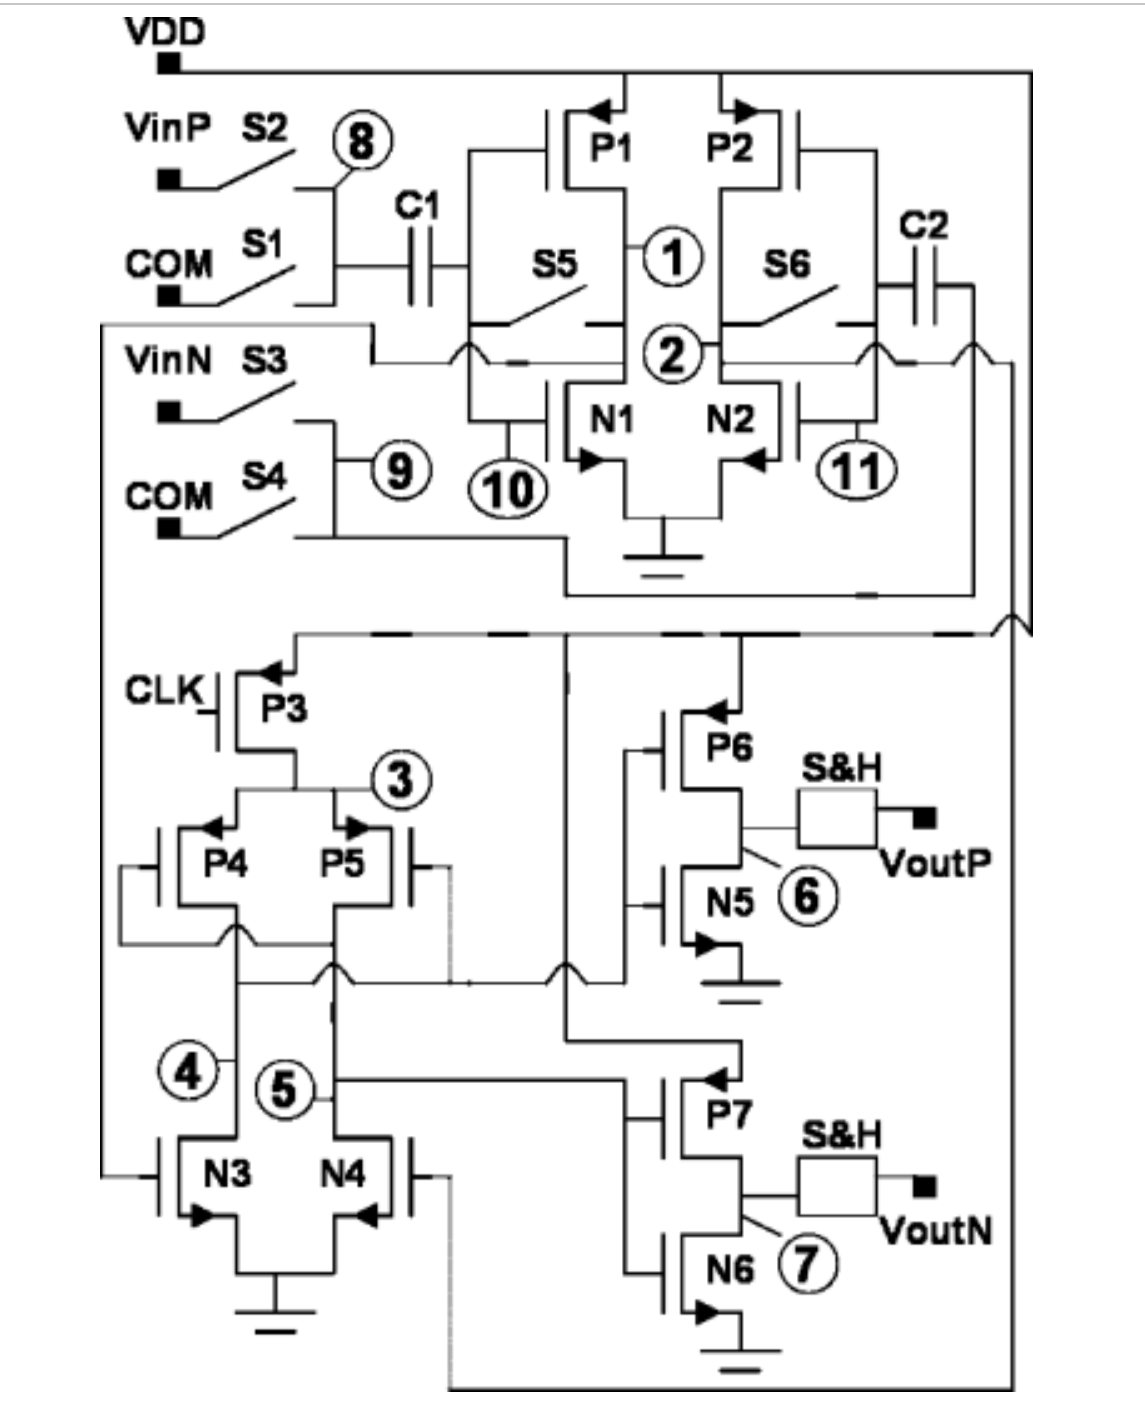 VDD
VinP S2 8
P1 P2
C1 C2
COM S1
S5 1 S6
2
VinN S3
N1 N2
9 10 11
COM S4
CLK P3
P6
3 S&H
P4 P5
VoutP
N5 6
4 5
P7
S&H
N3 N4
VoutN
N6 7